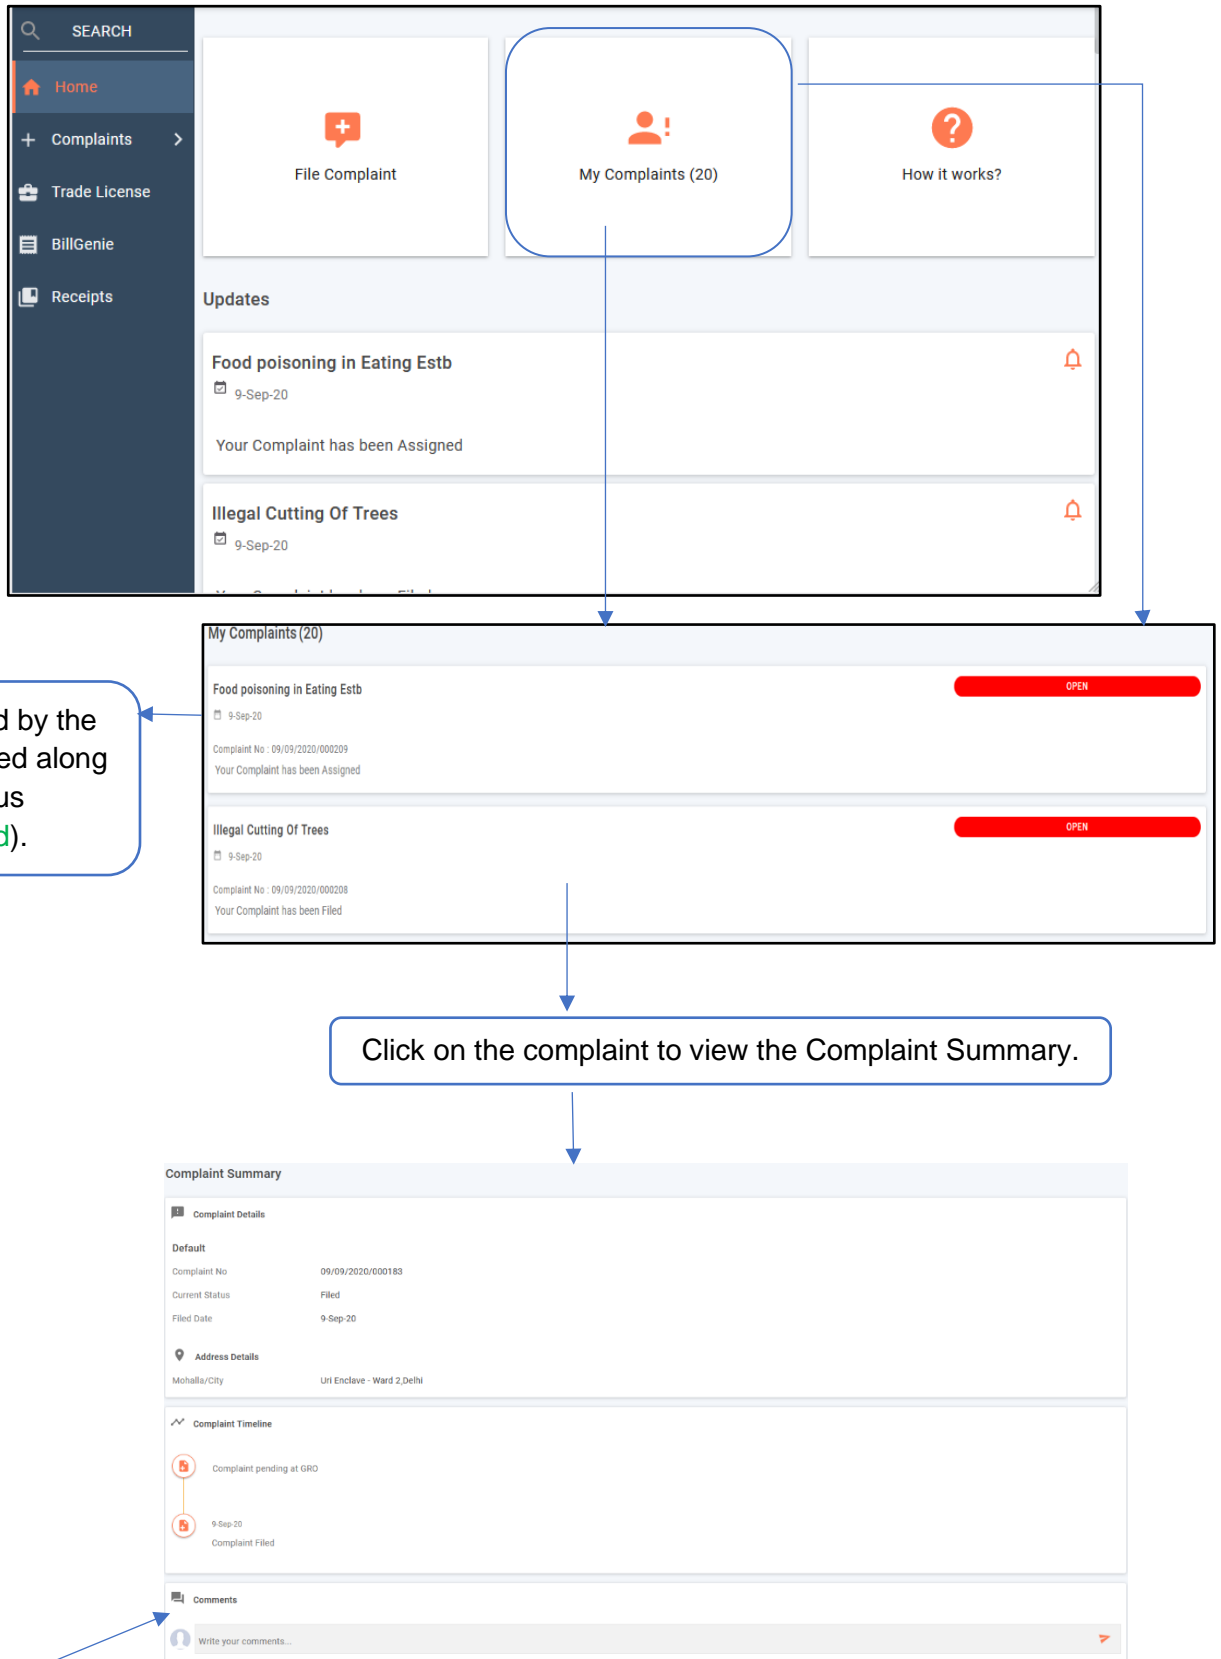 SEARCH
Home
Complaints
Trade License
BillGenie
Receipts
File Complaint
My Complaints (20)
How it works?
Updates
Food poisoning in Eating Estb
9-Sep-20
Your Complaint has been Assigned
Illegal Cutting Of Trees
9-Sep-20
My Complaints (20)
Food poisoning in Eating Estb
OPEN
9-Sep-20
Complaint No : 09/09/2020/000209
Your Complaint has been Assigned
Illegal Cutting Of Trees
OPEN
9-Sep-20
Complaint No : 09/09/2020/000208
Your Complaint has been Filed
d by the
ed along
us
d).
Click on the complaint to view the Complaint Summary.
Complaint Summary
Complaint Details
Default
Complaint No 09/09/2020/000183
Current Status Filed
Filed Date 9-Sep-20
Address Details
Mohalla/City Uri Enclave - Ward 2,Delhi
Complaint Timeline
Complaint pending at GRO
9-Sep-20
Complaint Filed
Comments
Write your comments...